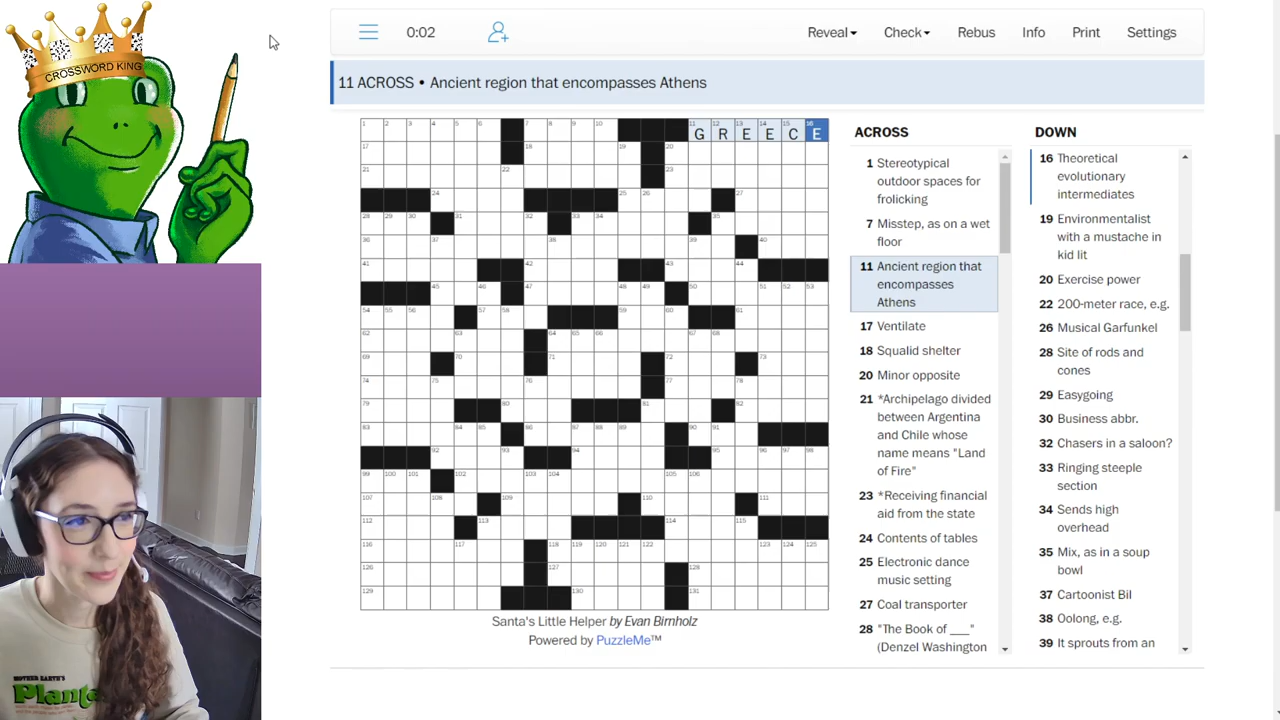 CROSSWORD KING
0:02
Reveal
Check
Rebus
Info
Print
Settings
11 ACROSS • Ancient region that encompasses Athens
G R E E C E
ACROSS
1 Stereotypical
outdoor spaces for
frolicking
7 Misstep, as on a wet
floor
11 Ancient region that
encompasses
Athens
17 Ventilate
18 Squalid shelter
20 Minor opposite
21 *Archipelago divided
between Argentina
and Chile whose
name means "Land
of Fire"
23 *Receiving financial
aid from the state
24 Contents of tables
25 Electronic dance
music setting
27 Coal transporter
28 "The Book of ___"
(Denzel Washington
DOWN
16 Theoretical
evolutionary
intermediates
19 Environmentalist
with a mustache in
kid lit
20 Exercise power
22 200-meter race, e.g.
26 Musical Garfunkel
28 Site of rods and
cones
29 Easygoing
30 Business abbr.
32 Chasers in a saloon?
33 Ringing steeple
section
34 Sends high
overhead
35 Mix, as in a soup
bowl
37 Cartoonist Bil
38 Oolong, e.g.
39 It sprouts from an
Santa's Little Helper by Evan Birnholz
Powered by PuzzleMe™
MOTHER EARTH'S
Planta